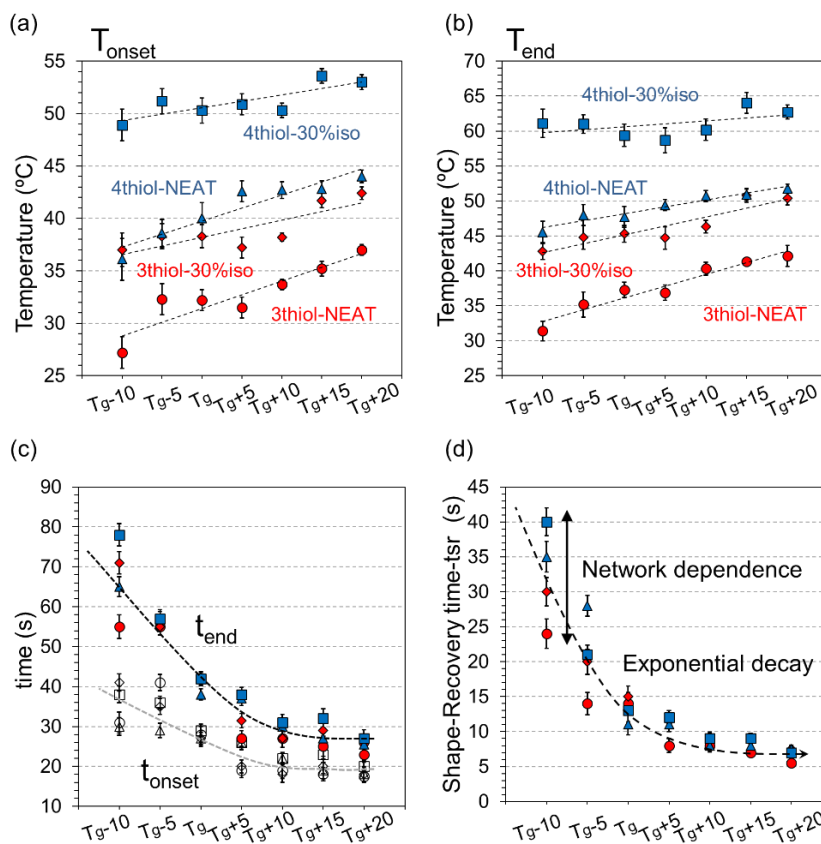 (a)
T onset
55
50
45
40
35
30
25
Temperature (ºC)
4thiol-30%iso
4thiol-NEAT
3thiol-30%iso
3thiol-NEAT
Tg-10 Tg-5 Tg Tg+5 Tg+10 Tg+15 Tg+20
(b)
T end
70
65
60
55
50
45
40
35
30
25
Temperature (ºC)
4thiol-30%iso
4thiol-NEAT
3thiol-30%iso
3thiol-NEAT
Tg-10 Tg-5 Tg Tg+5 Tg+10 Tg+15 Tg+20
(c)
90
80
70
60
50
40
30
20
10
time (s)
t end
t onset
Tg-10 Tg-5 Tg Tg+5 Tg+10 Tg+15 Tg+20
(d)
45
40
35
30
25
20
15
10
5
0
Shape-Recovery time-tsr (s)
Network dependence
Exponential decay
Tg-10 Tg-5 Tg Tg+5 Tg+10 Tg+15 Tg+20